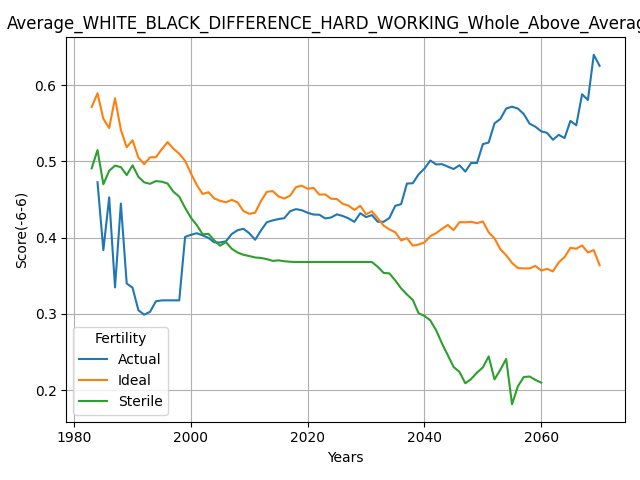 Average_WHITE_BLACK_DIFFERENCE_HARD_WORKING_Whole_Above_Averag
0.6
0.5
0.4
0.3
0.2
Score(-6-6)
Fertility
Actual
Ideal
Sterile
1980 2000 2020 2040 2060
Years